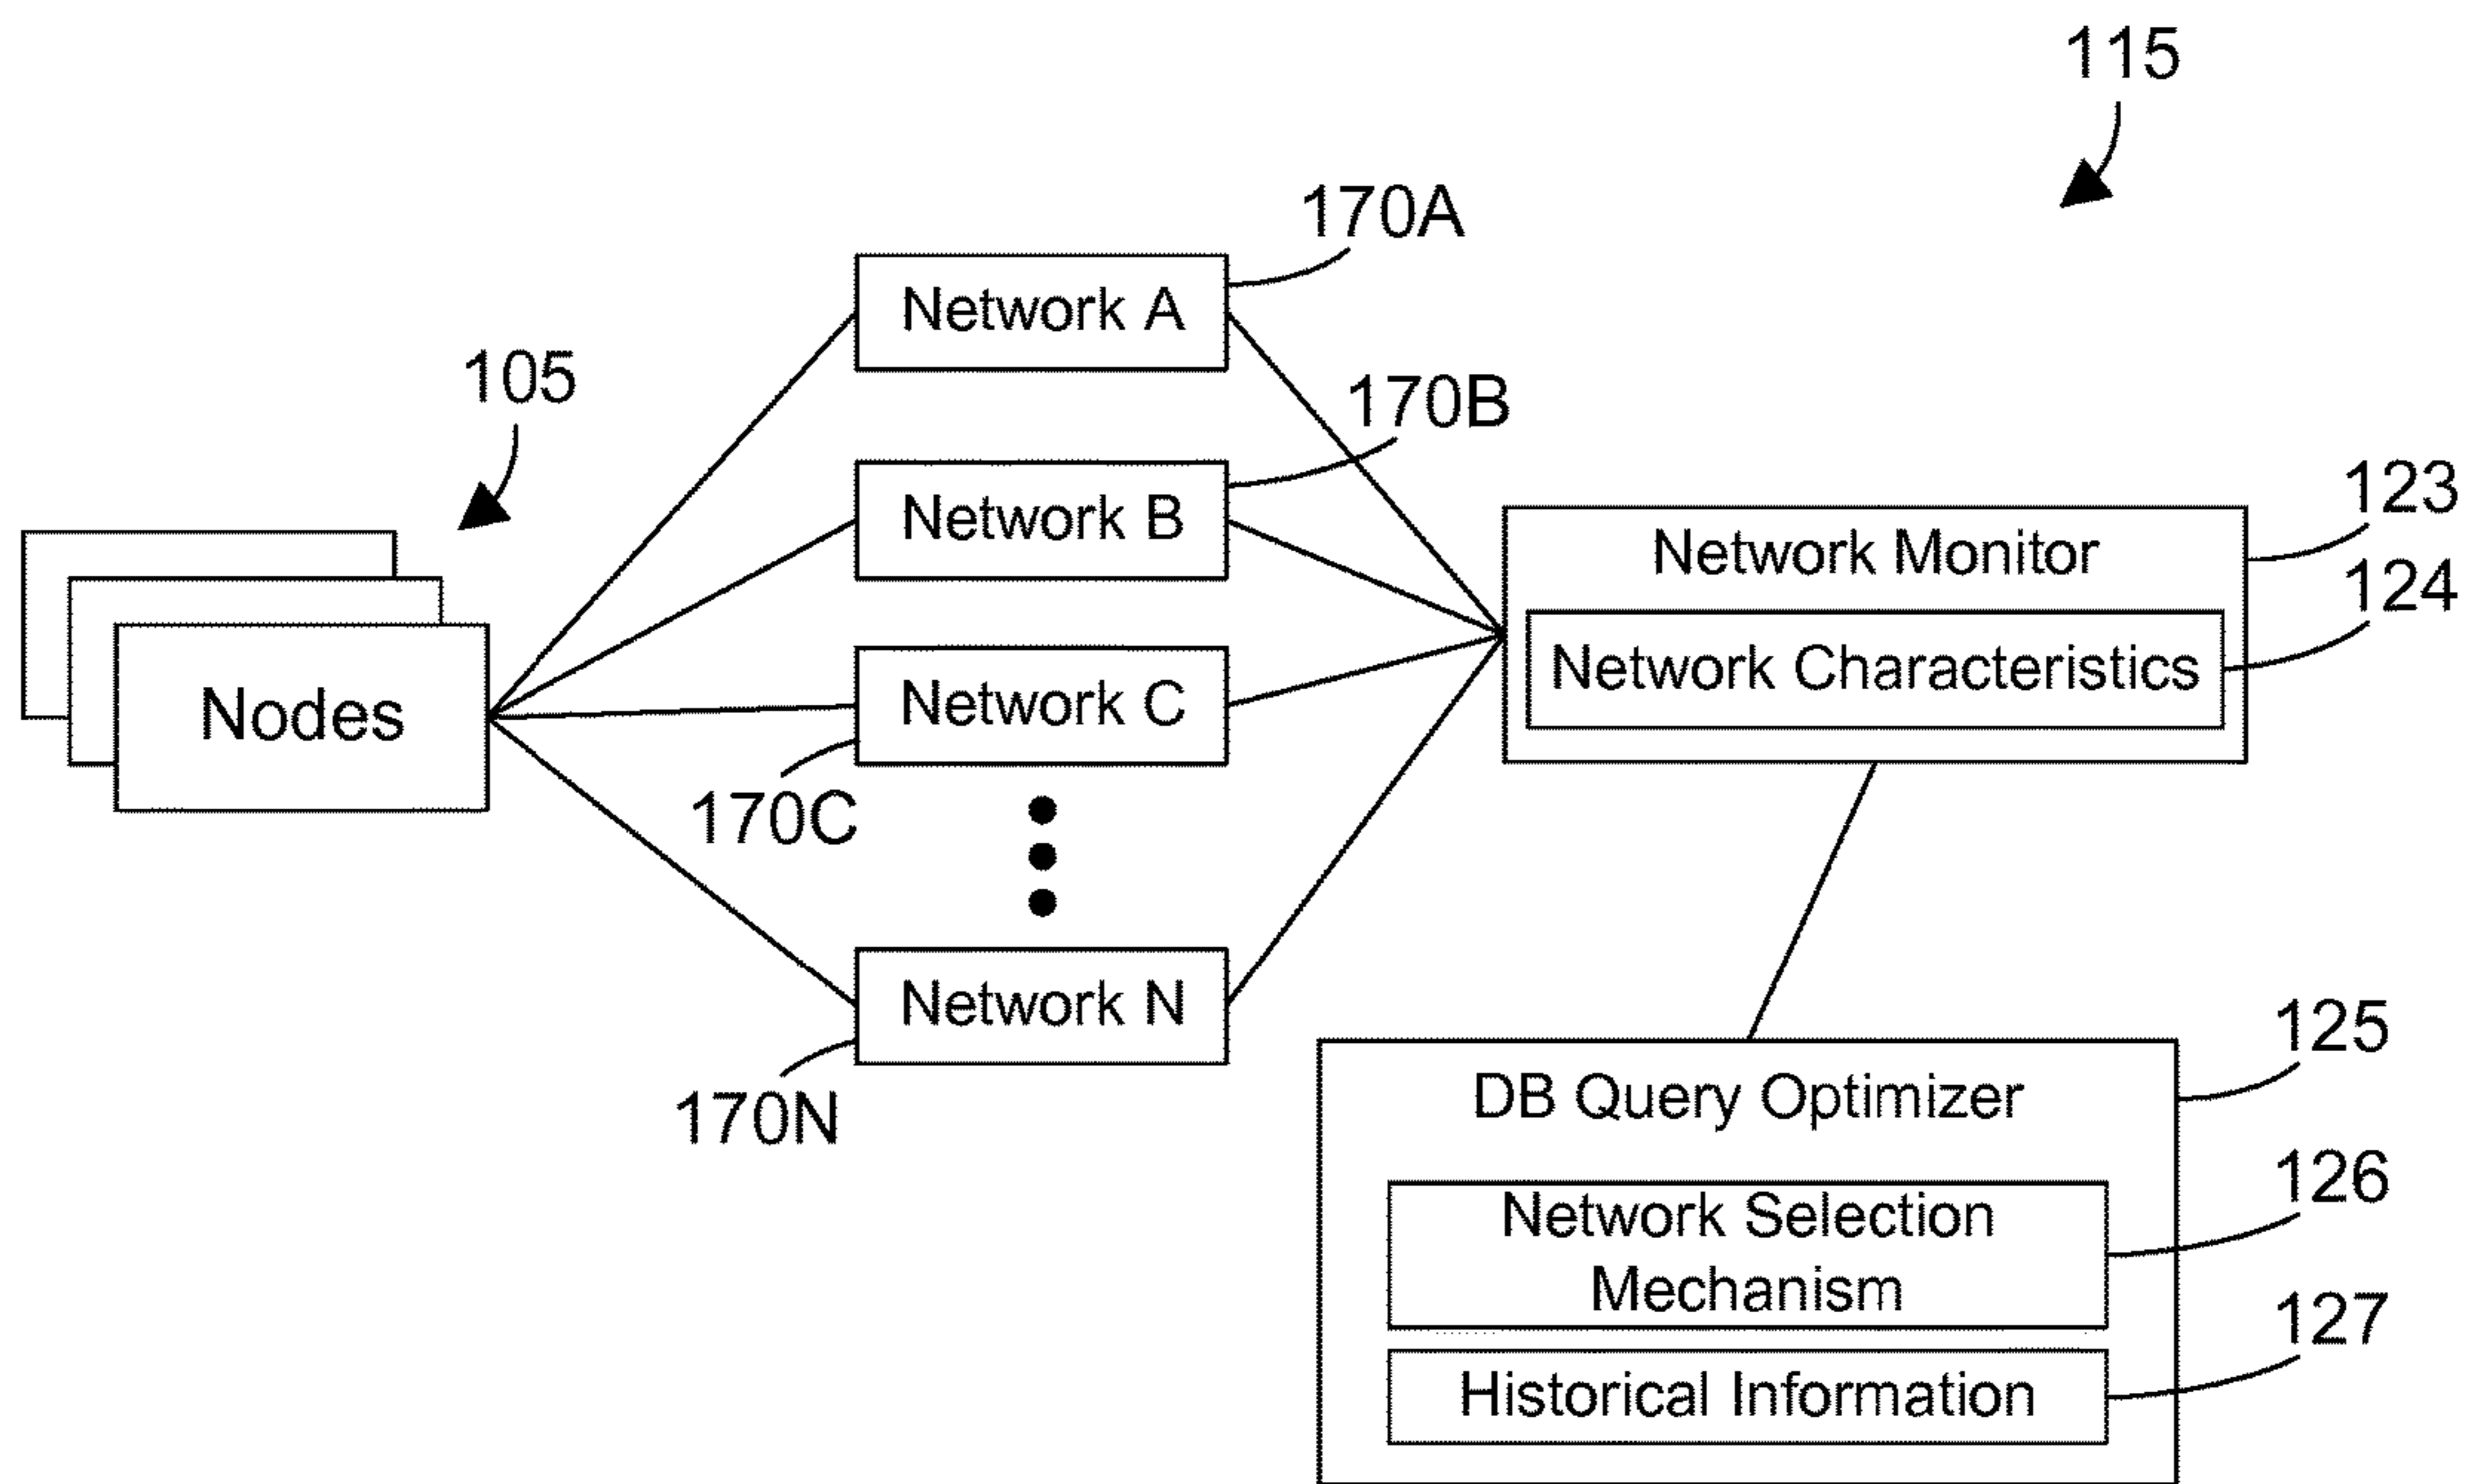 115
170A
Network A
105
170B
Network B
123
Network Monitor
124
Network Characteristics
Network C
Nodes
170C
Network N
170N
125
DB Query Optimizer
126
Network Selection
Mechanism
127
Historical Information